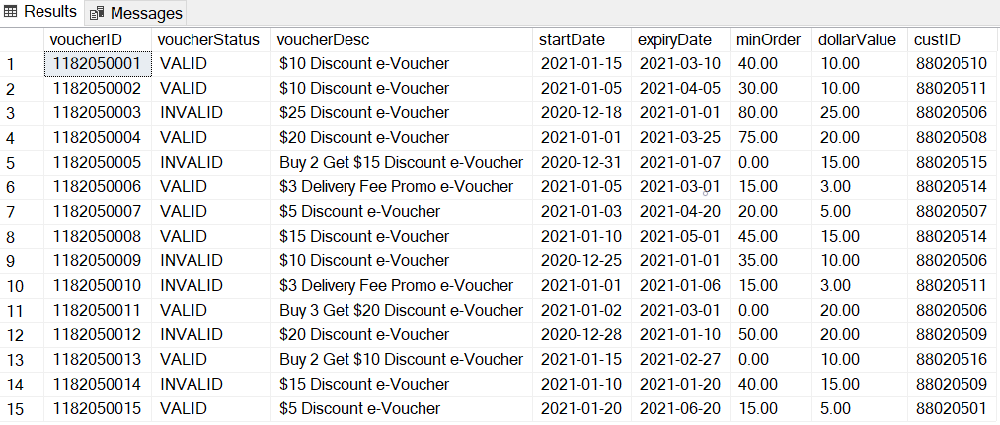 Results Messages
voucherID voucherStatus voucherDesc startDate expiryDate minOrder dollarValue custID
1 1182050001 VALID $10 Discount e-Voucher 2021-01-15 2021-03-10 40.00 10.00 88020510
2 1182050002 VALID $10 Discount e-Voucher 2021-01-05 2021-04-05 30.00 10.00 88020511
3 1182050003 INVALID $25 Discount e-Voucher 2020-12-18 2021-01-01 80.00 25.00 88020506
4 1182050004 VALID $20 Discount e-Voucher 2021-01-01 2021-03-25 75.00 20.00 88020508
5 1182050005 INVALID Buy 2 Get $15 Discount e-Voucher 2020-12-31 2021-01-07 0.00 15.00 88020515
6 1182050006 VALID $3 Delivery Fee Promo e-Voucher 2021-01-05 2021-03-01 15.00 3.00 88020514
7 1182050007 VALID $5 Discount e-Voucher 2021-01-03 2021-04-20 20.00 5.00 88020507
8 1182050008 VALID $15 Discount e-Voucher 2021-01-10 2021-05-01 45.00 15.00 88020514
9 1182050009 INVALID $10 Discount e-Voucher 2020-12-25 2021-01-01 35.00 10.00 88020506
10 1182050010 INVALID $3 Delivery Fee Promo e-Voucher 2021-01-01 2021-01-06 15.00 3.00 88020511
11 1182050011 VALID Buy 3 Get $20 Discount e-Voucher 2021-01-02 2021-03-01 0.00 20.00 88020506
12 1182050012 INVALID $20 Discount e-Voucher 2020-12-28 2021-01-10 50.00 20.00 88020509
13 1182050013 VALID Buy 2 Get $10 Discount e-Voucher 2021-01-15 2021-02-27 0.00 10.00 88020516
14 1182050014 INVALID $15 Discount e-Voucher 2021-01-10 2021-01-20 40.00 15.00 88020509
15 1182050015 VALID $5 Discount e-Voucher 2021-01-20 2021-06-20 15.00 5.00 88020501